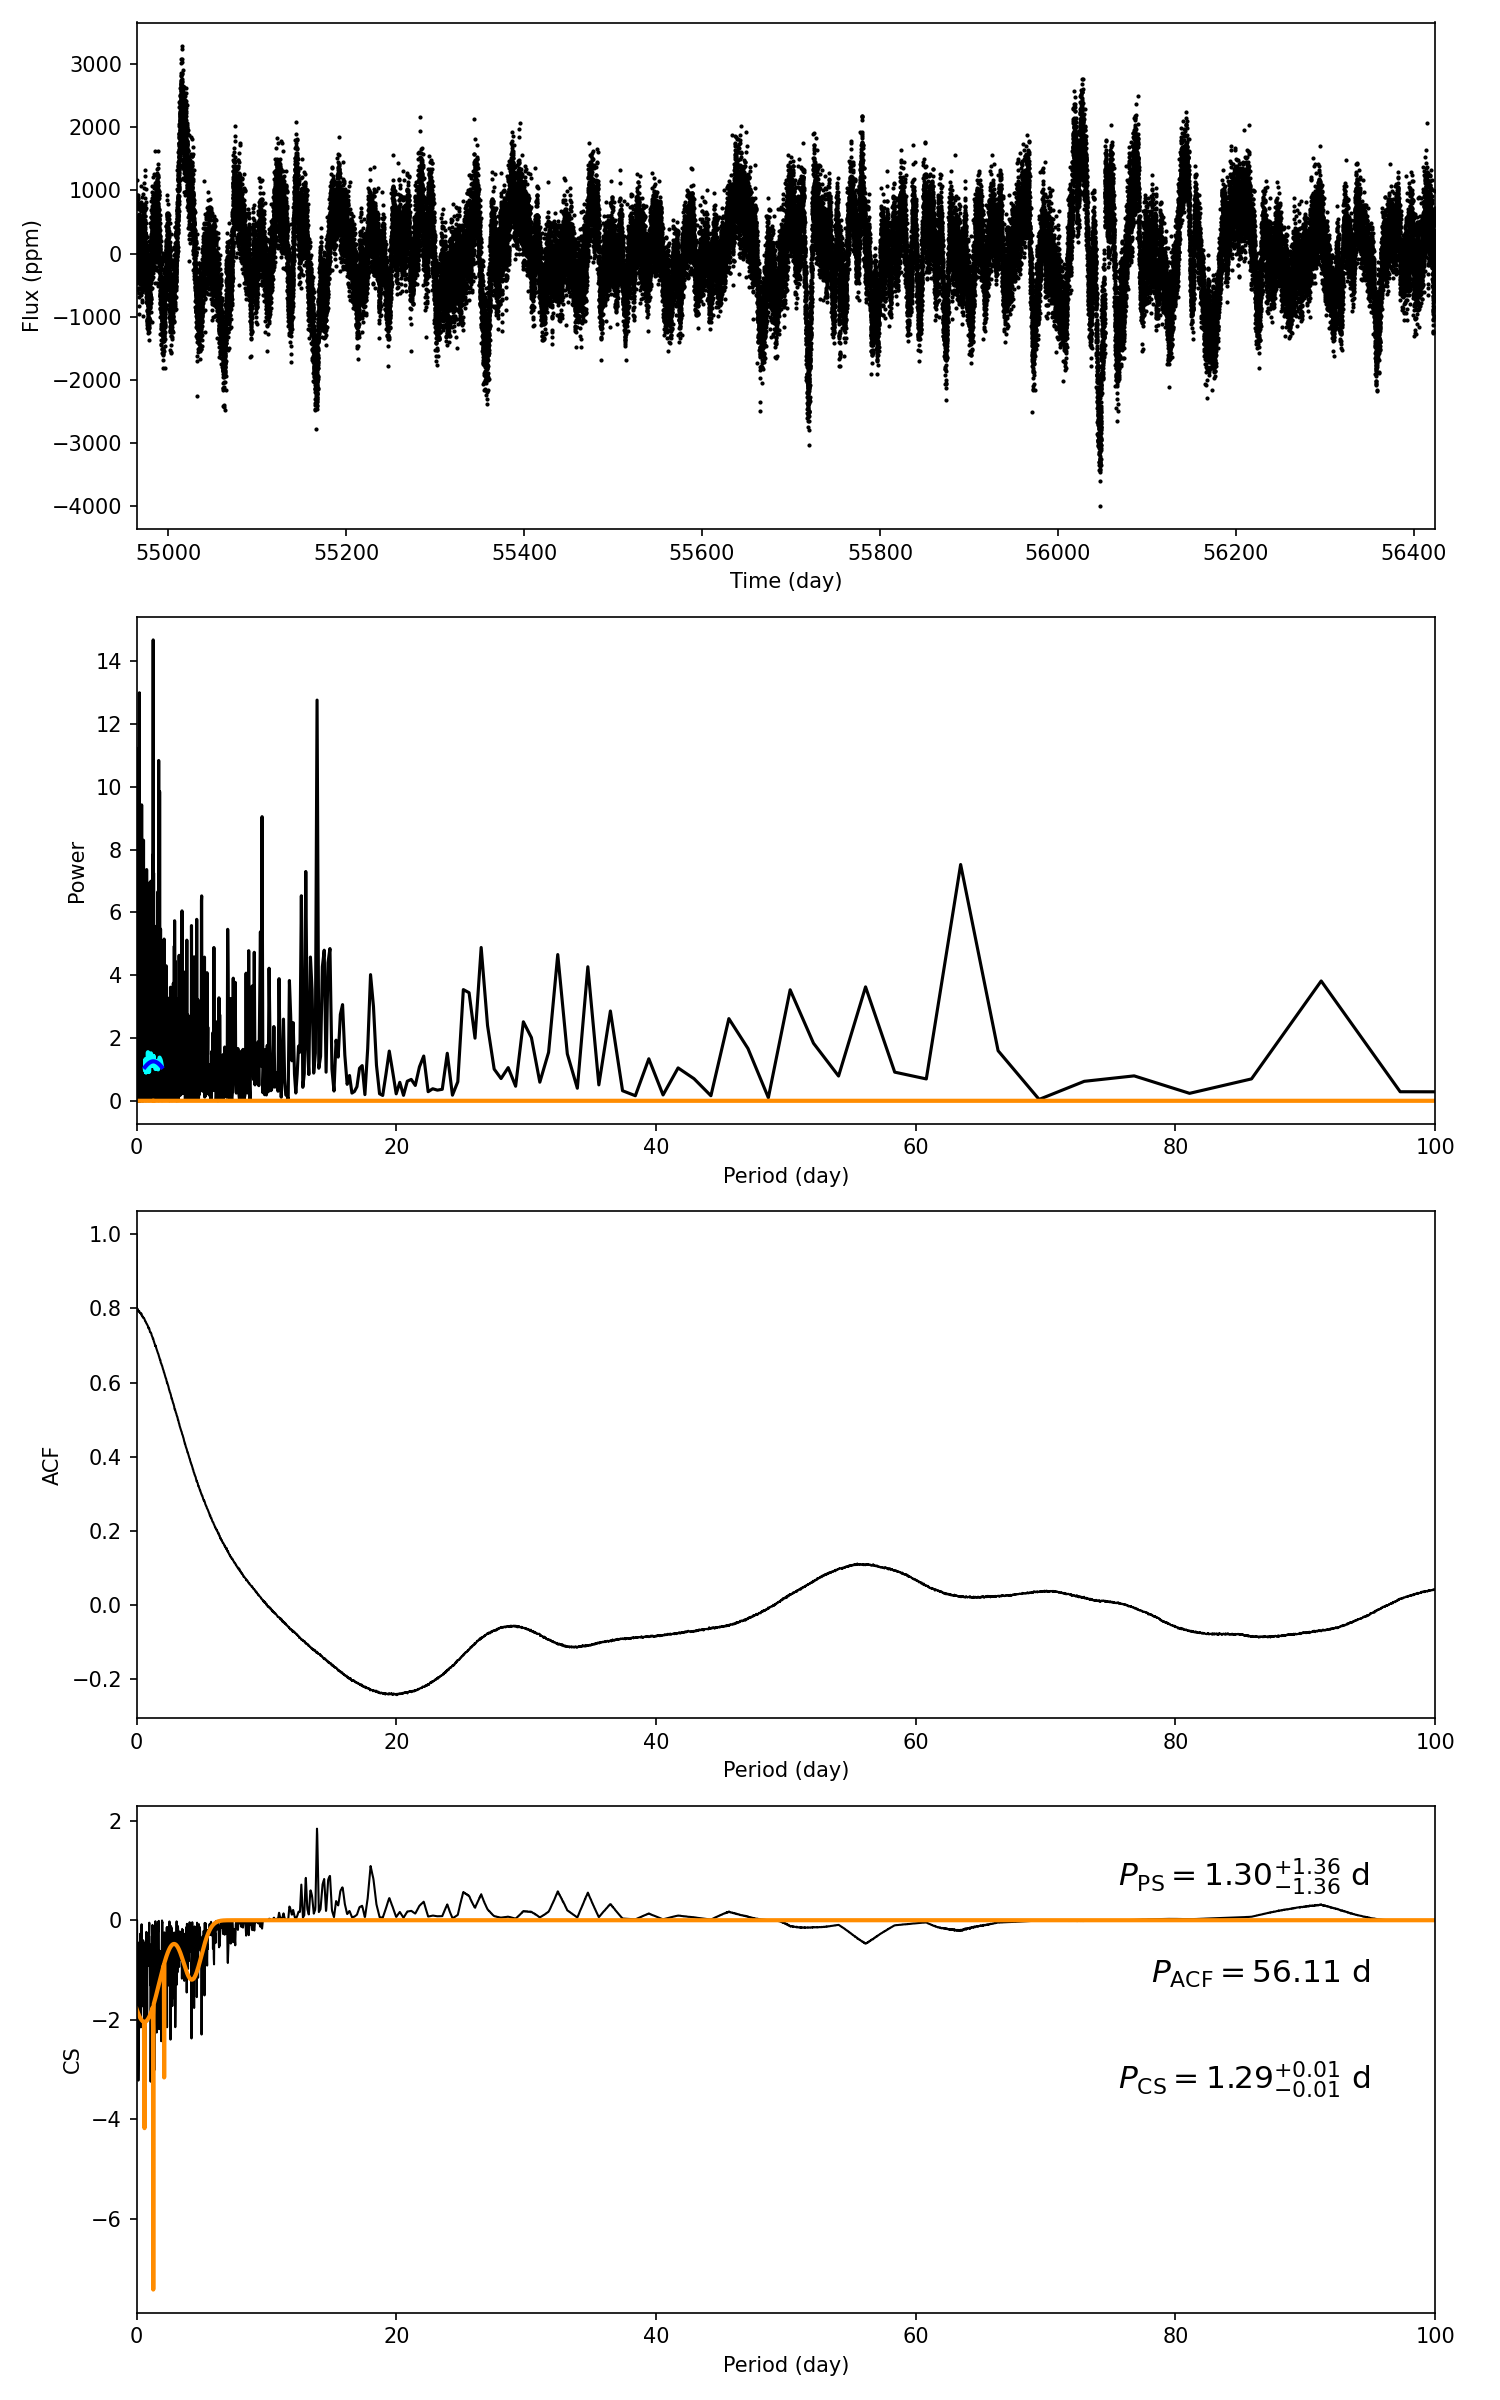 3000
2000
1000
0
−1000
−2000
−3000
−4000
Flux (ppm)
55000 55200 55400 55600 55800 56000 56200 56400
Time (day)
14
12
10
8
6
4
2
0
Power
0 20 40 60 80 100
Period (day)
1.0
0.8
0.6
0.4
0.2
0.0
−0.2
ACF
0 20 40 60 80 100
Period (day)
2
0
−2
−4
−6
CS
P_PS = 1.30^{+1.36}_{−1.36} d
P_ACF = 56.11 d
P_CS = 1.29^{+0.01}_{−0.01} d
0 20 40 60 80 100
Period (day)